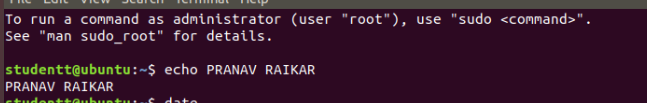 File Edit View Search Terminal Help
To run a command as administrator (user "root"), use "sudo <command>".
See "man sudo_root" for details.
studentt@ubuntu:~$ echo PRANAV RAIKAR
PRANAV RAIKAR
studentt@ubuntu:~$ date